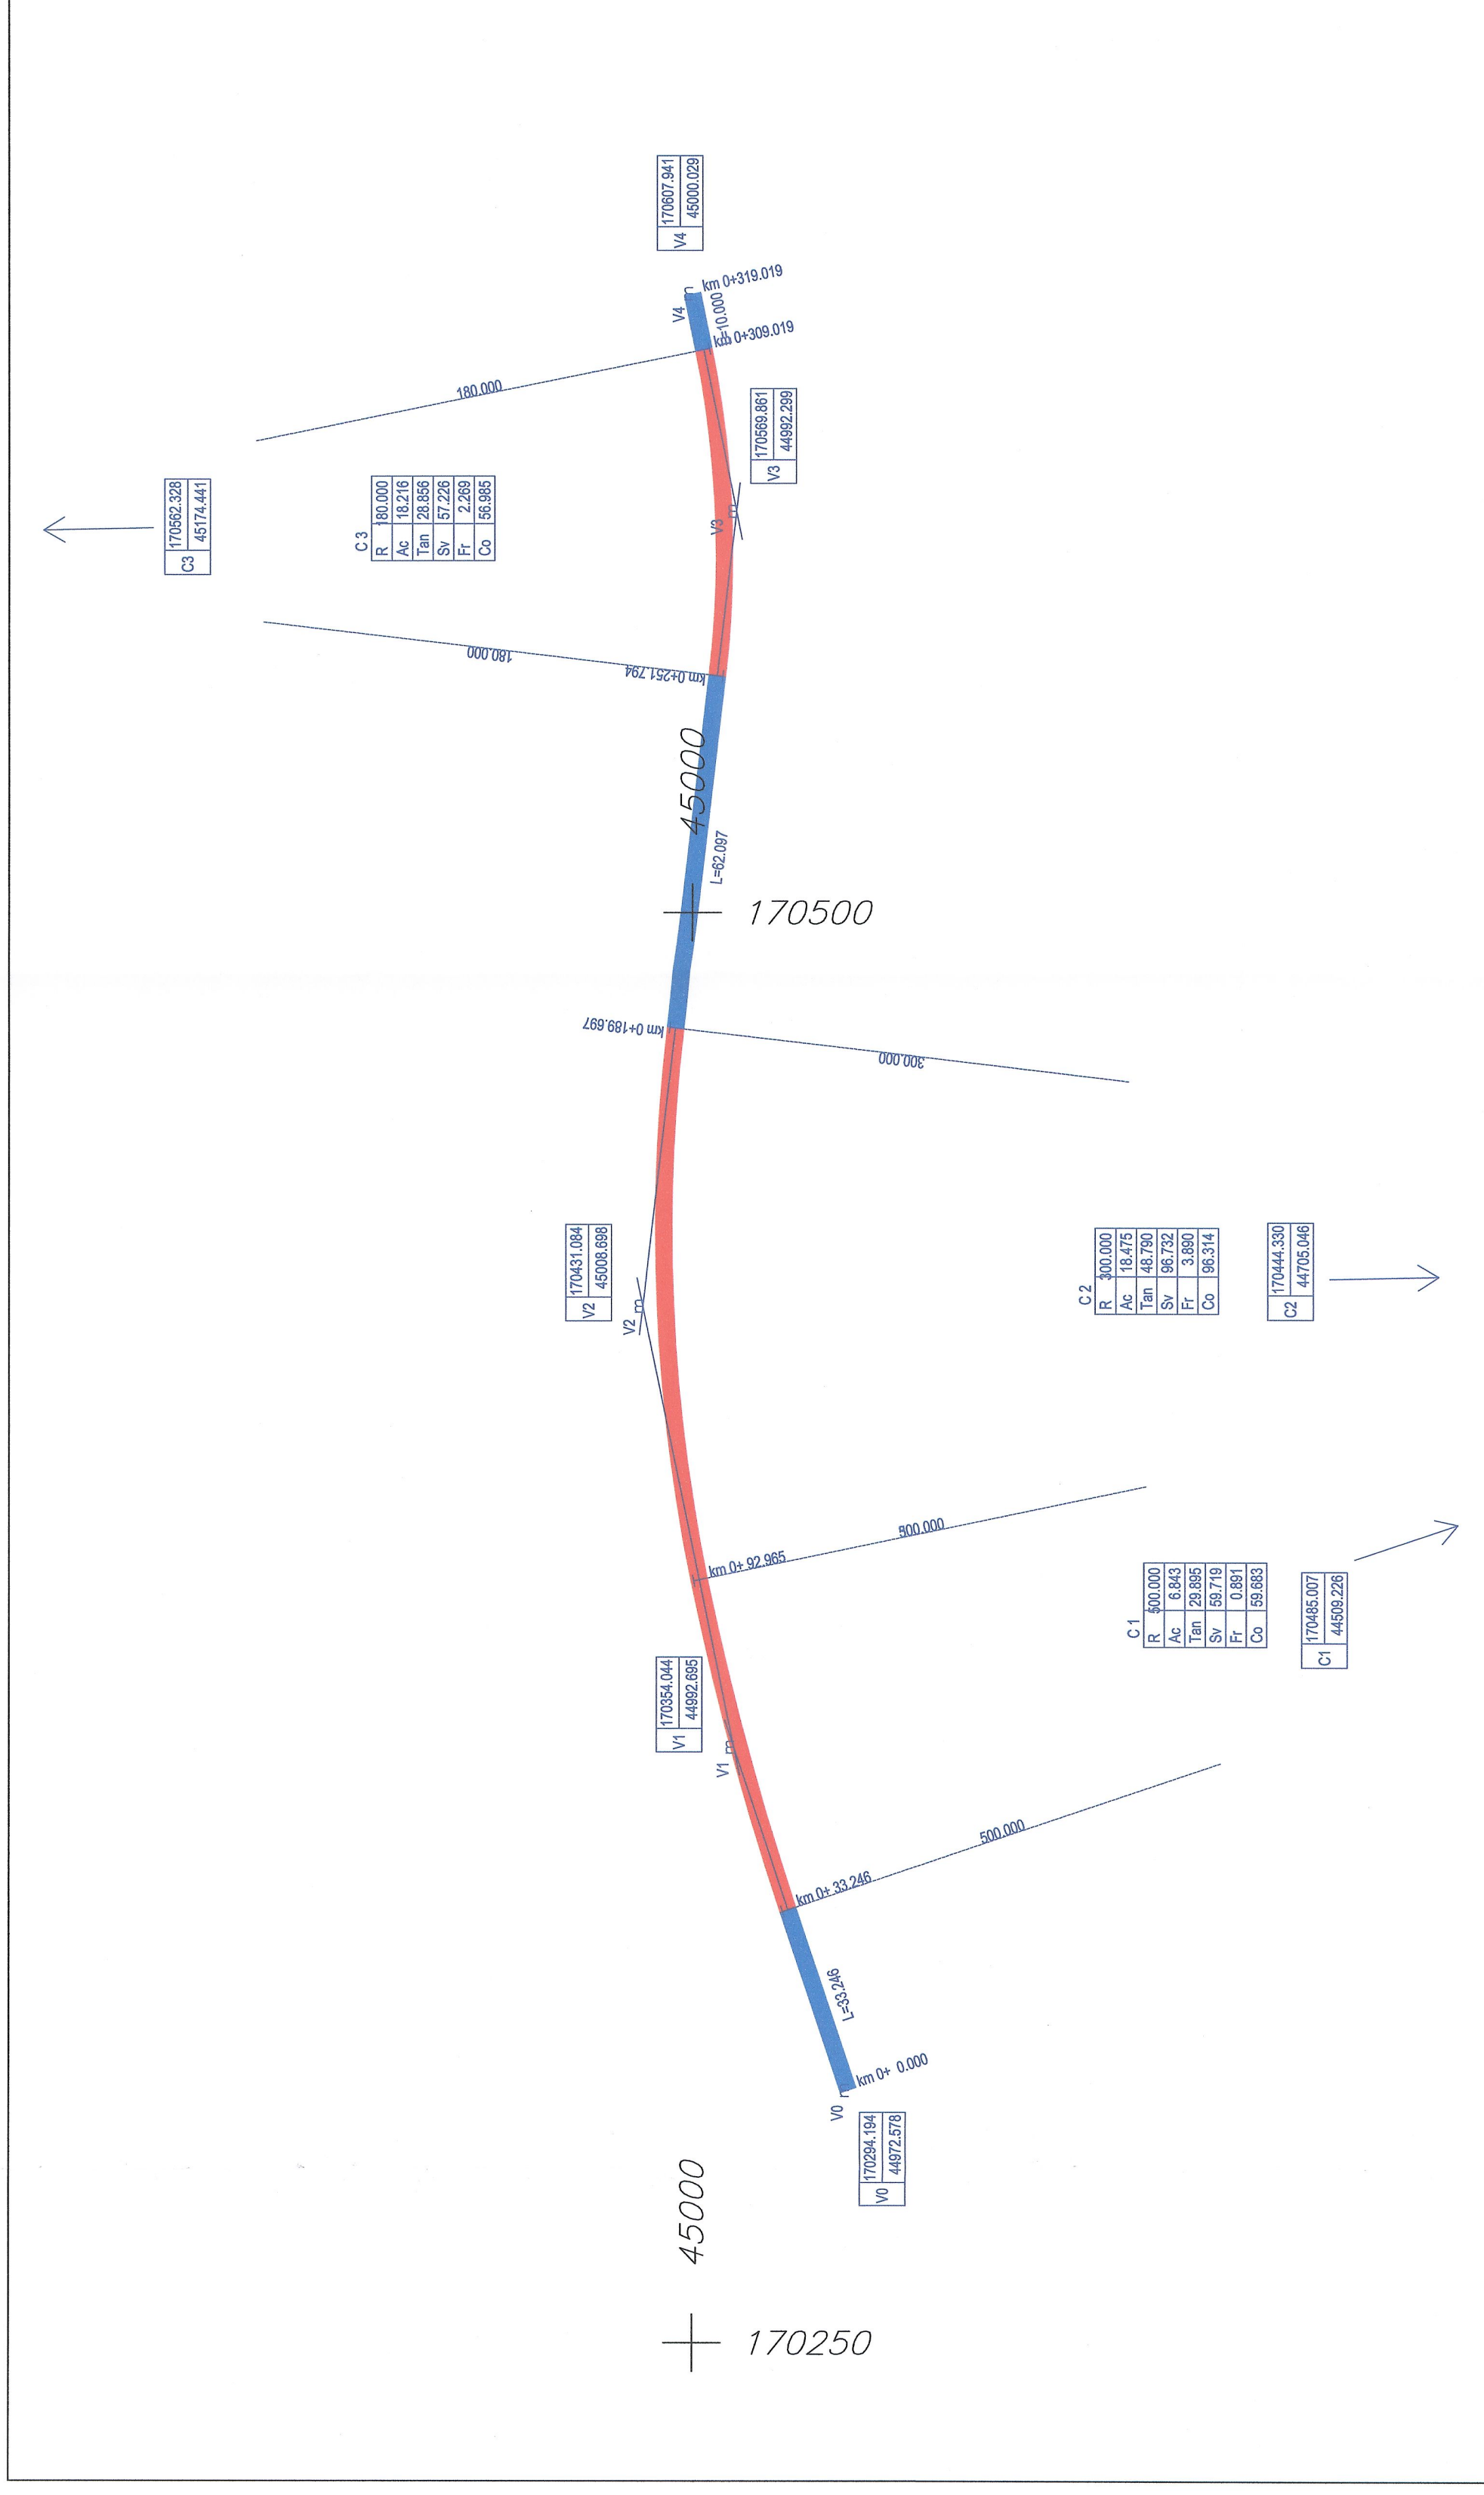 170607.941
V4 45000.029
V4
km 0+319.019
km 0+309.019
180.000
170562.328
C3 45174.441
C 3
R 180.000
Ac 18.216
Tan 28.856
Sv 57.226
Fr 2.269
Co 56.985
170569.861
V3 44992.299
V3
180.000
km 0+251.794
45000
L=62.097
170500
km 0+189.697
300.000
170431.084
V2 45008.698
V2
C 2
R 300.000
Ac 18.475
Tan 48.790
Sv 96.732
Fr 3.890
Co 96.314
170444.330
C2 44705.046
km 0+ 92.965
C 1
R 500.000
Ac 6.843
Tan 29.895
Sv 59.719
Fr 0.891
Co 59.683
170485.007
C1 44509.226
170354.044
V1 44992.695
V1
500.000
km 0+ 33.246
L=33.246
km 0+ 0.000
V0
170294.194
V0 44972.578
45000
170250